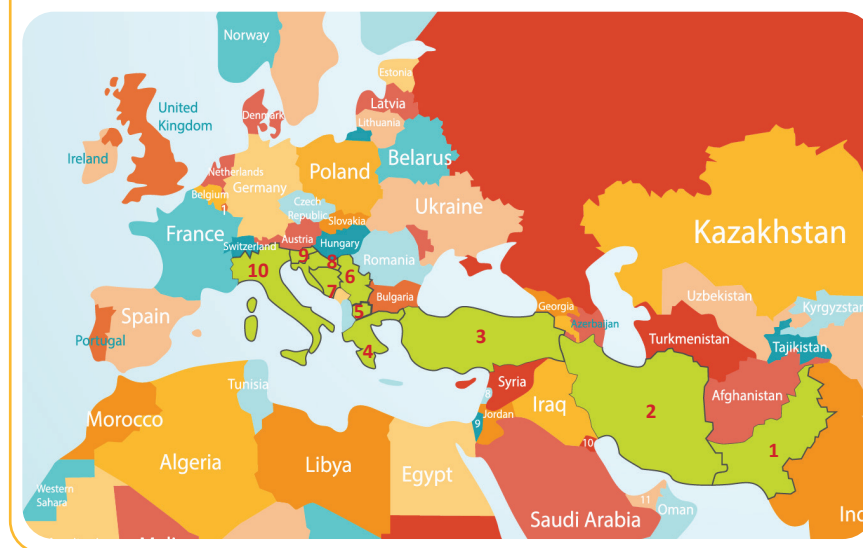 Norway
Estonia
Latvia
Lithuania
Denmark
United
Kingdom
Ireland
Belarus
Netherlands
Germany
Poland
Belgium
1
Czech
Republic
Ukraine
Slovakia
France
Austria
Hungary
Switzerland
Romania
Kazakhstan
10
9
8
6
7
Bulgaria
5
Spain
Portugal
Georgia
Azerbaijan
Uzbekistan
Kyrgyzstan
Turkmenistan
Tajikistan
3
4
Tunisia
Syria
8
Iraq
2
Afghanistan
Morocco
Jordan
9
10
1
Algeria
Libya
Egypt
Western
Sahara
11
Oman
Saudi Arabia